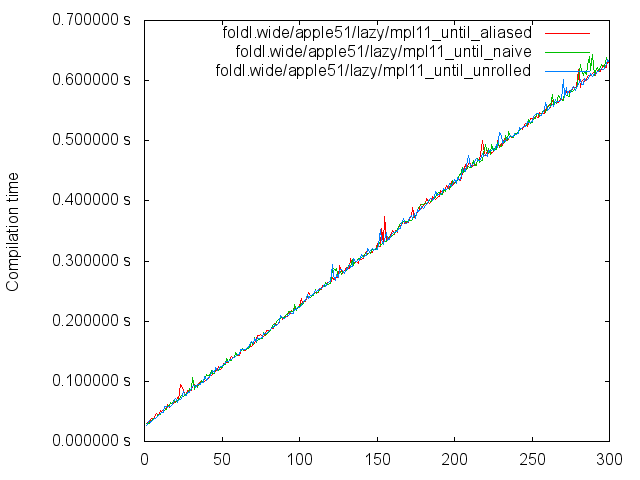 0.700000 s
foldl.wide/apple51/lazy/mpl11_until_aliased
foldl.wide/apple51/lazy/mpl11_until_naive
foldl.wide/apple51/lazy/mpl11_until_unrolled
0.600000 s
0.500000 s
0.400000 s
0.300000 s
0.200000 s
0.100000 s
0.000000 s
Compilation time
0 50 100 150 200 250 300